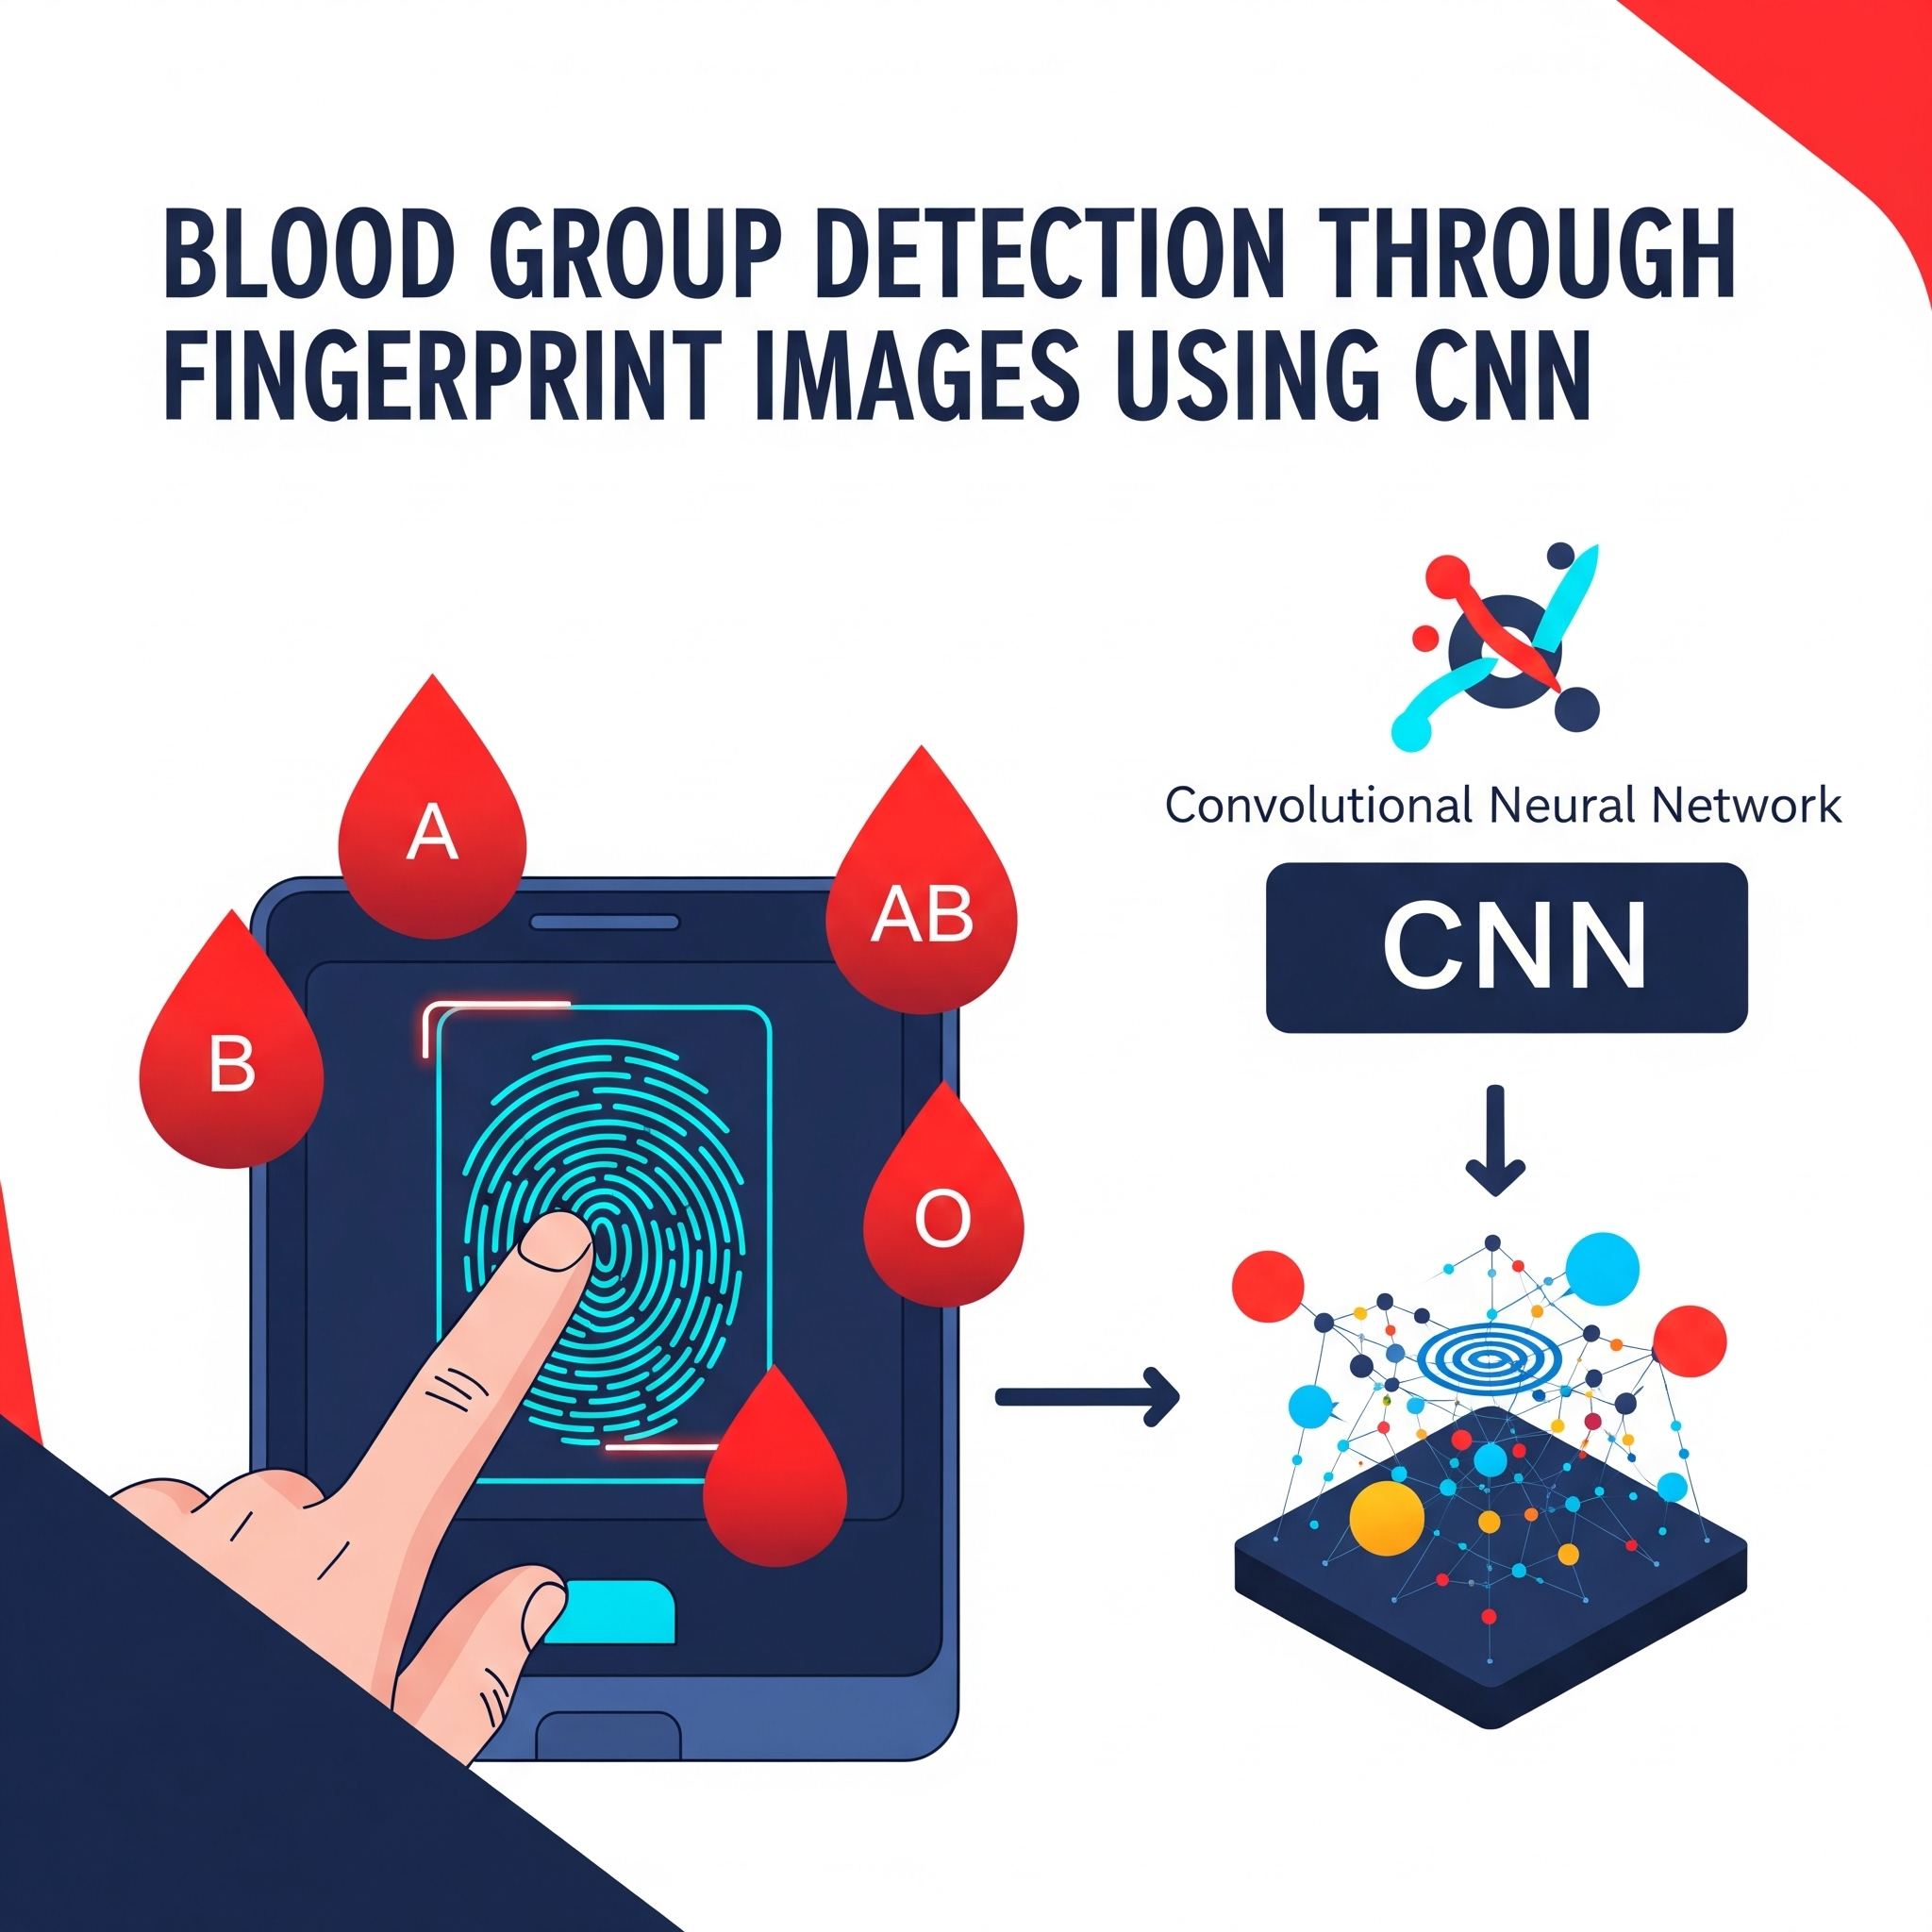 BLOOD GROUP DETECTION THROUGH
FINGERPRINT IMAGES USING CNN
A
AB
B
O
Convolutional Neural Network
CNN